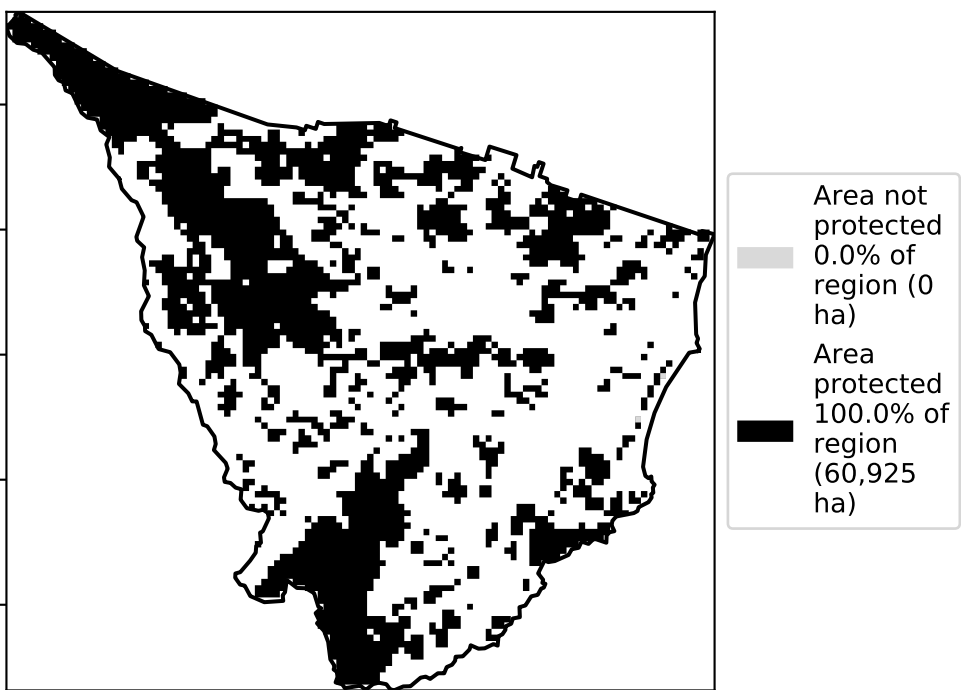 Area not
protected
0.0% of
region (0
ha)
Area
protected
100.0% of
region
(60,925
ha)